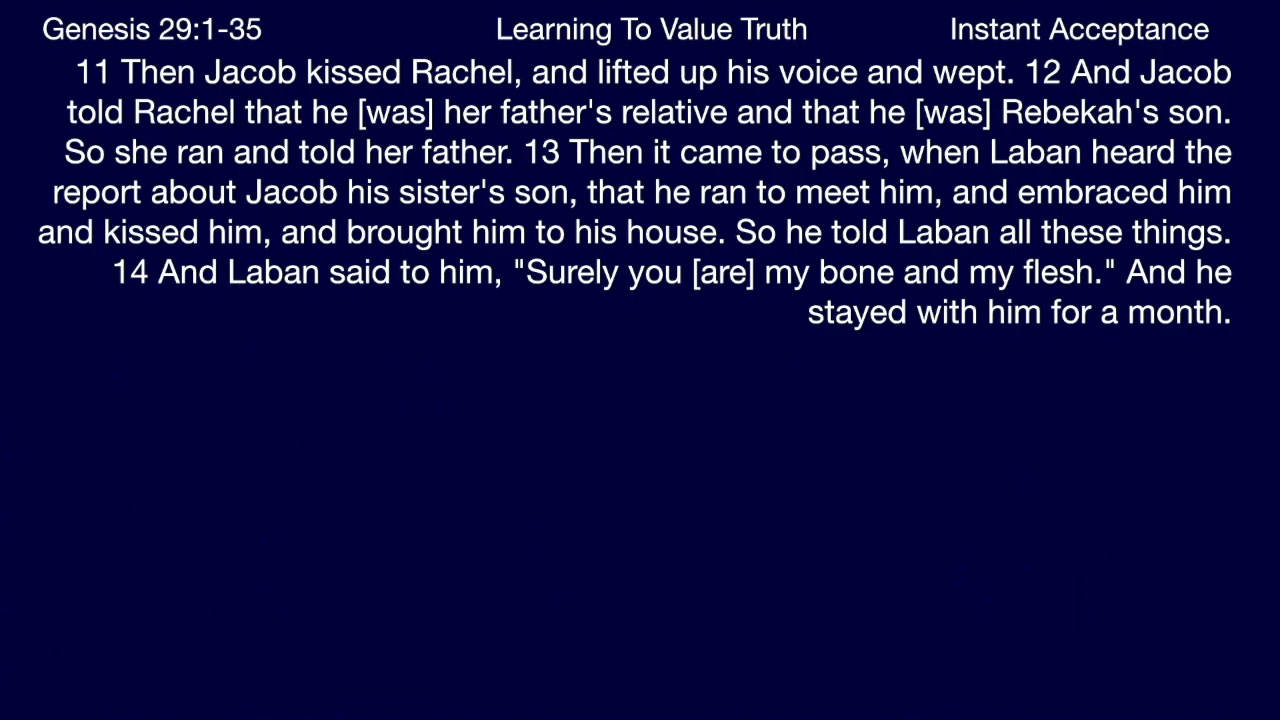 Genesis 29:1-35 Learning To Value Truth Instant Acceptance
11 Then Jacob kissed Rachel, and lifted up his voice and wept. 12 And Jacob
told Rachel that he [was] her father's relative and that he [was] Rebekah's son.
So she ran and told her father. 13 Then it came to pass, when Laban heard the
report about Jacob his sister's son, that he ran to meet him, and embraced him
and kissed him, and brought him to his house. So he told Laban all these things.
14 And Laban said to him, "Surely you [are] my bone and my flesh." And he
stayed with him for a month.